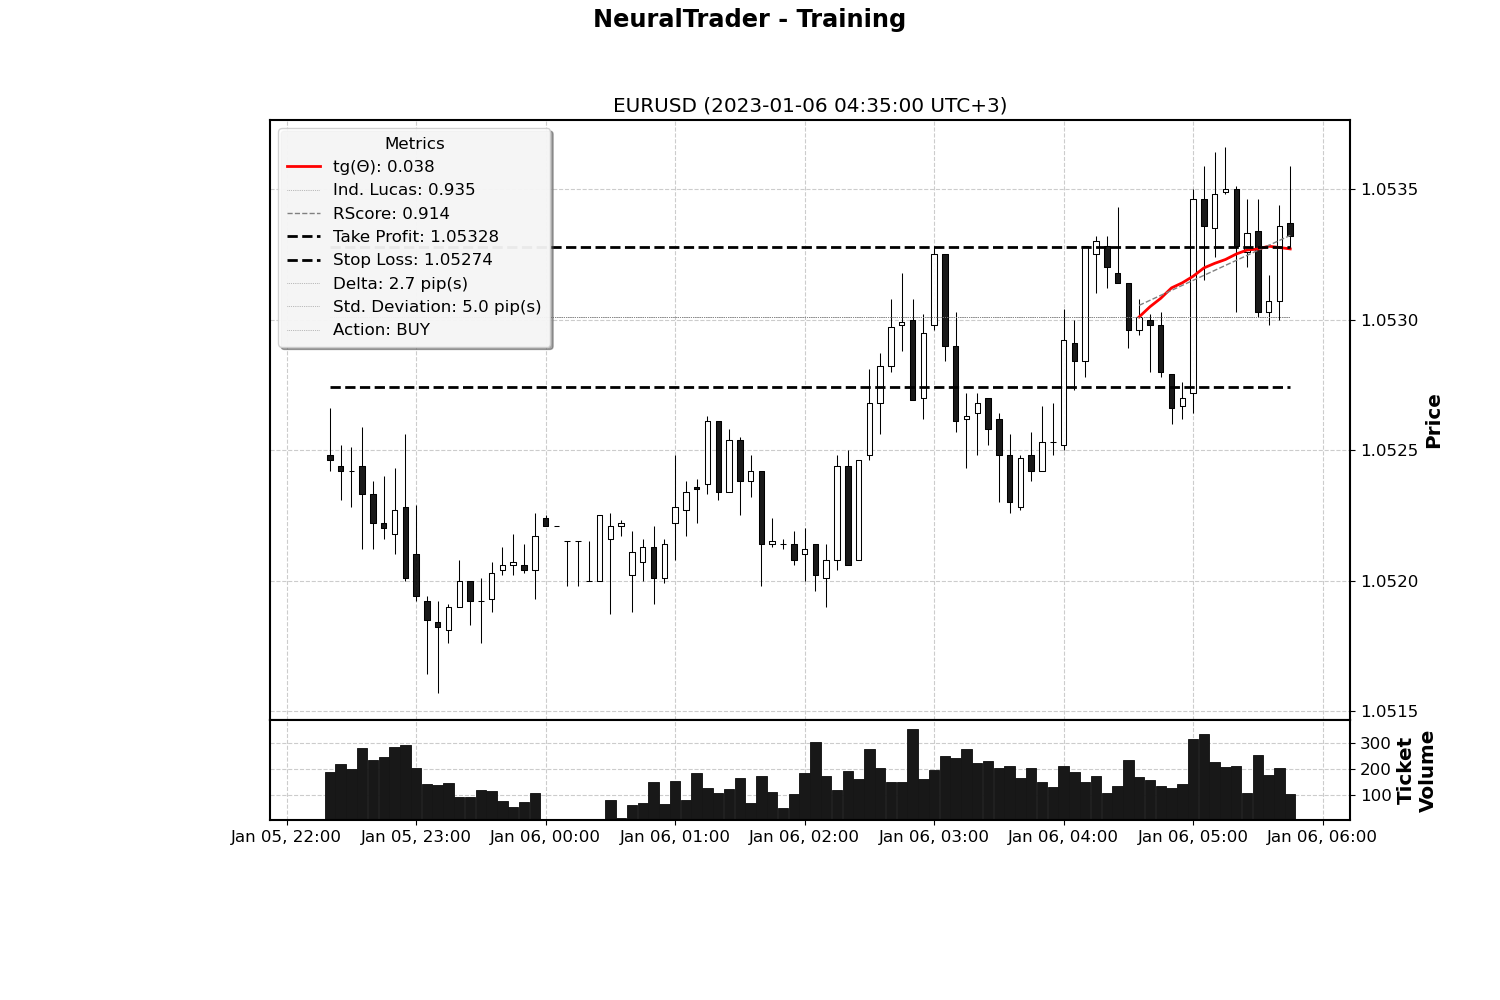 NeuralTrader - Training
EURUSD (2023-01-06 04:35:00 UTC+3)
Metrics
tg(Θ): 0.038
Ind. Lucas: 0.935
RScore: 0.914
Take Profit: 1.05328
Stop Loss: 1.05274
Delta: 2.7 pip(s)
Std. Deviation: 5.0 pip(s)
Action: BUY
1.0535
1.0530
1.0525
1.0520
1.0515
Price
300
200
100
Ticket
Volume
Jan 05, 22:00 Jan 05, 23:00 Jan 06, 00:00 Jan 06, 01:00 Jan 06, 02:00 Jan 06, 03:00 Jan 06, 04:00 Jan 06, 05:00 Jan 06, 06:00